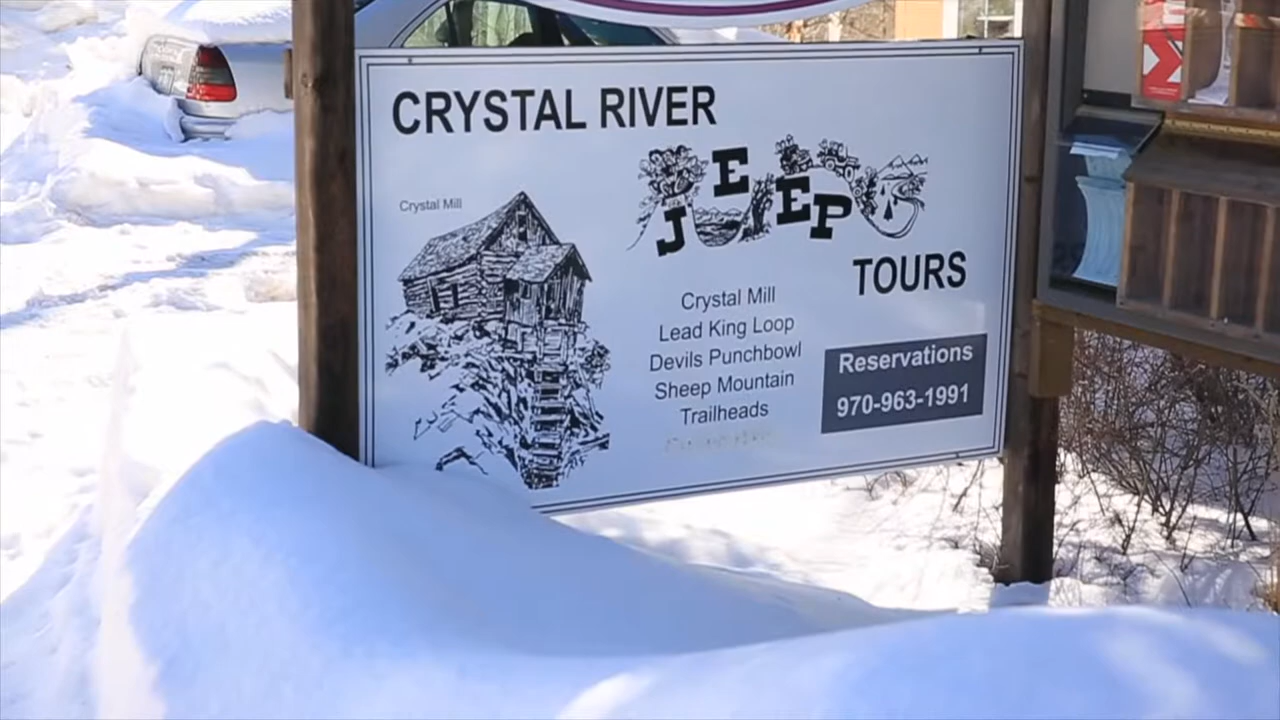 CRYSTAL RIVER
JEEP
TOURS
Crystal Mill
Crystal Mill
Lead King Loop
Devils Punchbowl
Sheep Mountain
Trailheads
Reservations
970-963-1991